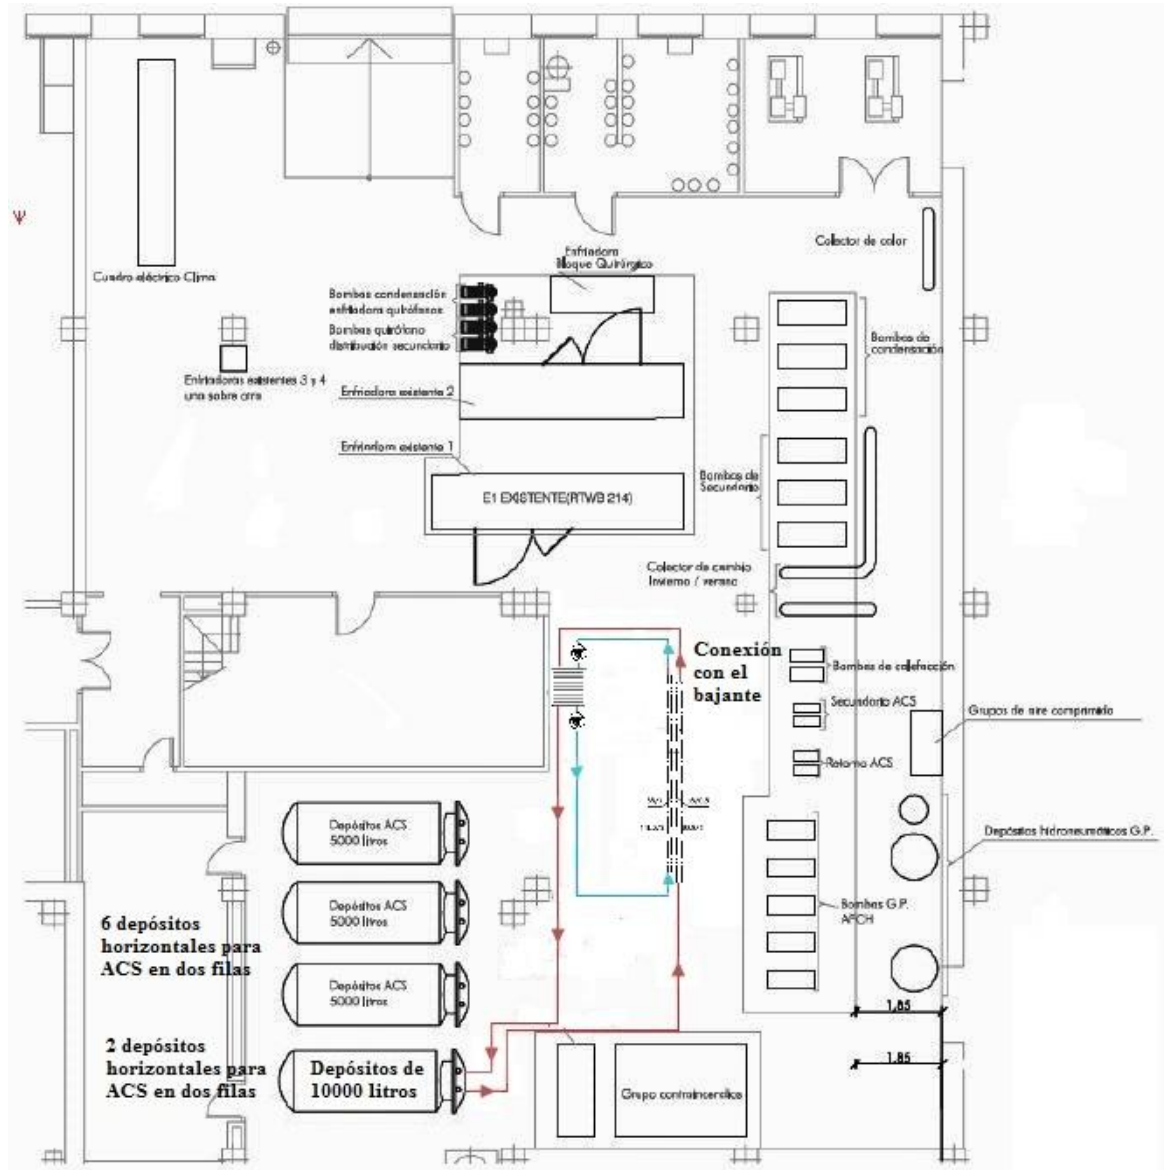 Colector de calor
Cuadro eléctrico Clima
Enfriadora
Bloque Quirúrgico
Bombas condensación
enfriadora quirófanos
Bombas quirófano
distribución secundario
Bombas de
condensación
Enfriadoras existentes 3 y 4
una sobre otra
Enfriadora existente 2
Enfriadora existente 1
E1 EXISTENTE(RTWB 214)
Bombas de
Secundario
Colector de cambio
Invierno / verano
Conexión
con el
bajante
Bombas de calefacción
Secundario ACS
Grupos de aire comprimido
Retorno ACS
Depósitos ACS
5000 litros
Depósitos hidroneumáticos G.P.
Depósitos ACS
5000 litros
Bombas G.P.
AFCH
6 depósitos
horizontales para
ACS en dos filas
Depósitos ACS
5000 litros
1,85
2 depósitos
horizontales para
ACS en dos filas
Depósitos de
10000 litros
1,85
Grupo contraincendios